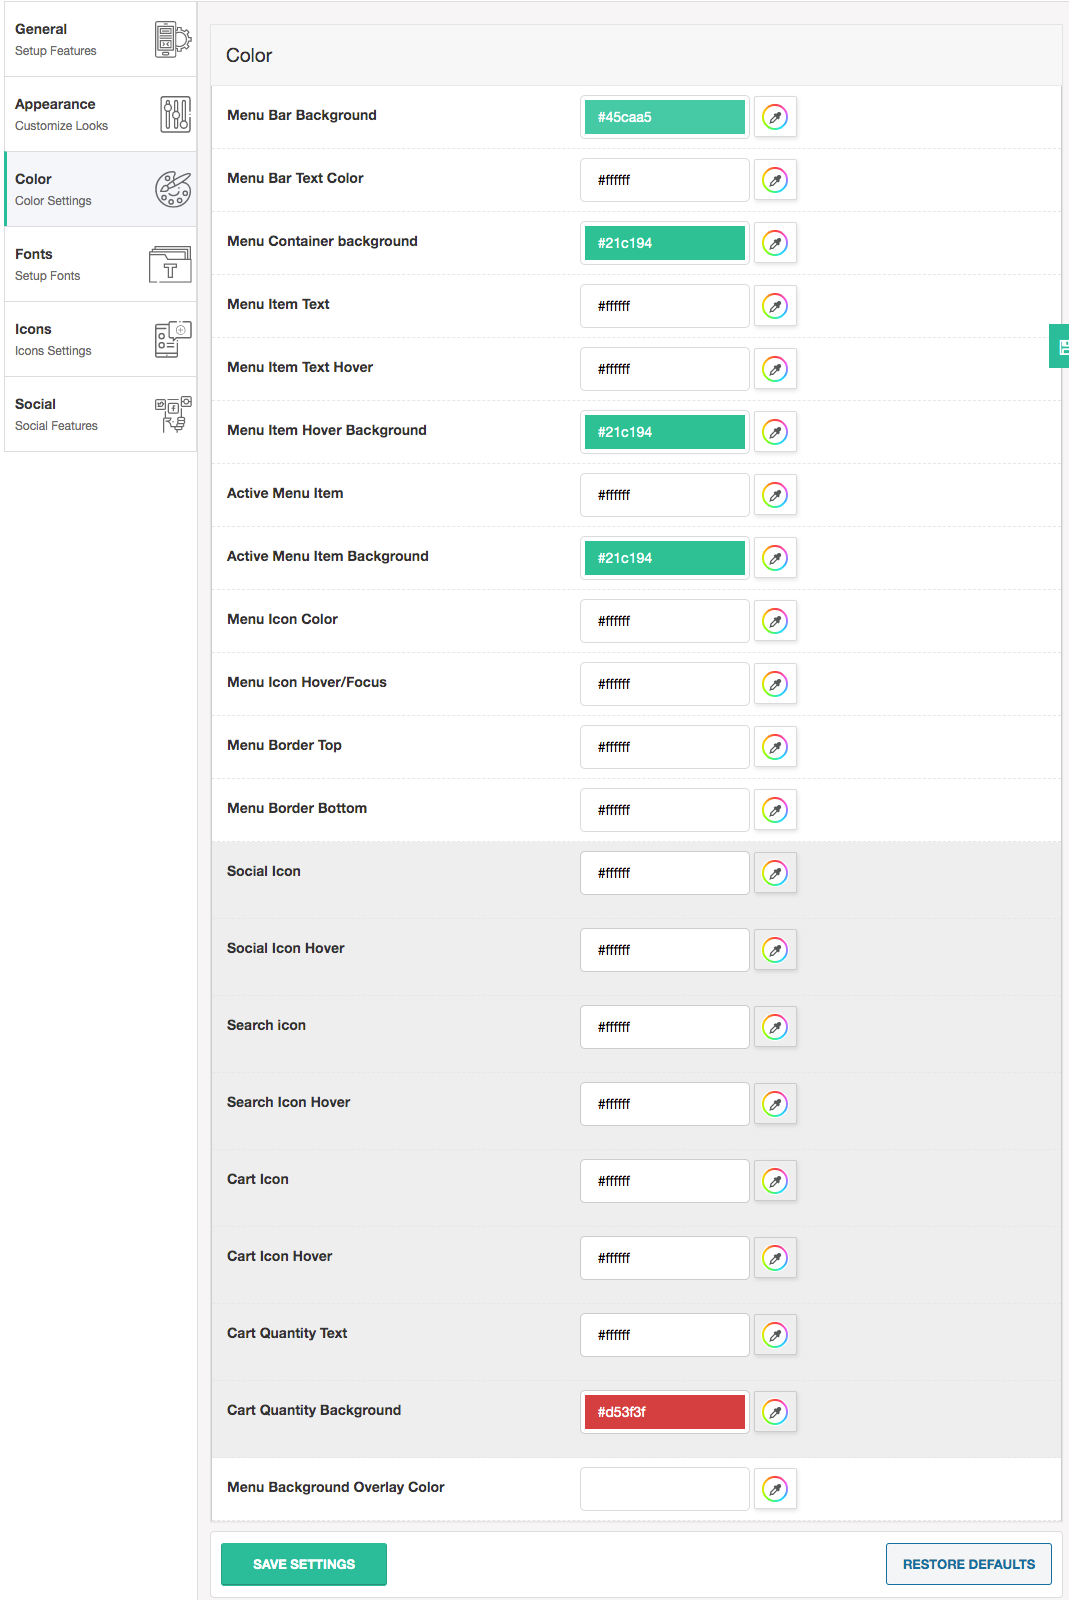 General
Setup Features
Appearance
Customize Looks
Color
Color Settings
Fonts
Setup Fonts
T
Icons
Icons Settings
Social
Social Features
Color
Menu Bar Background #45caa5
Menu Bar Text Color #ffffff
Menu Container background #21c194
Menu Item Text #ffffff
Menu Item Text Hover #ffffff
Menu Item Hover Background #21c194
Active Menu Item #ffffff
Active Menu Item Background #21c194
Menu Icon Color #ffffff
Menu Icon Hover/Focus #ffffff
Menu Border Top #ffffff
Menu Border Bottom #ffffff
Social Icon #ffffff
Social Icon Hover #ffffff
Search icon #ffffff
Search Icon Hover #ffffff
Cart Icon #ffffff
Cart Icon Hover #ffffff
Cart Quantity Text #ffffff
Cart Quantity Background #d53f3f
Menu Background Overlay Color
SAVE SETTINGS RESTORE DEFAULTS